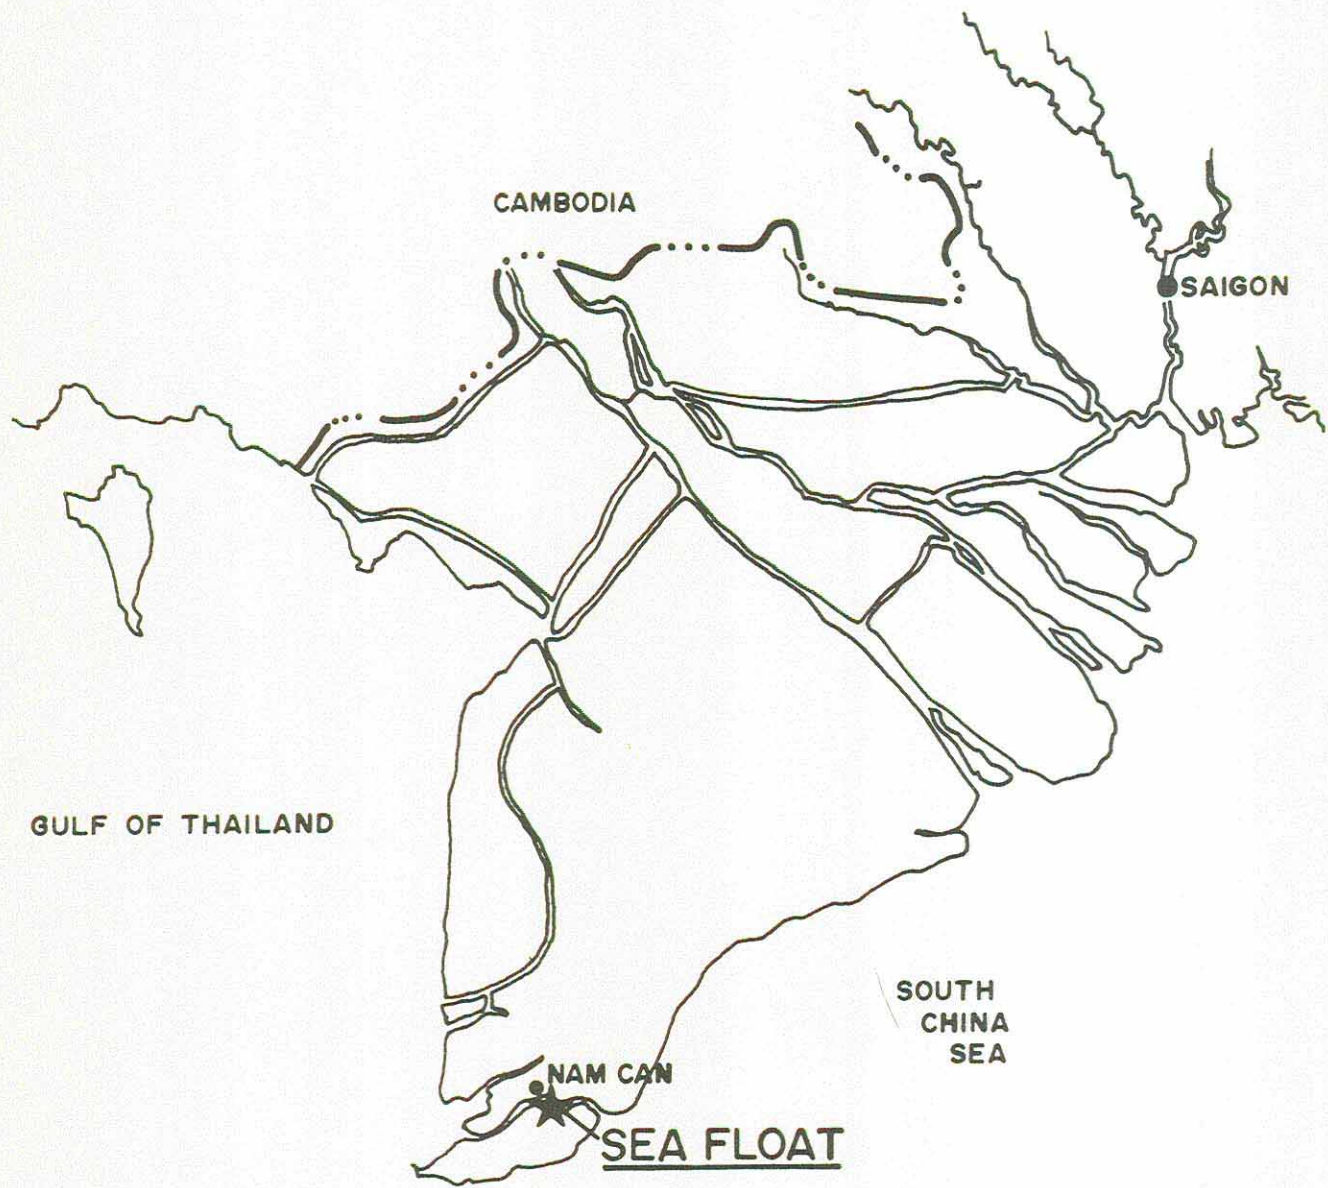 CAMBODIA
SAIGON
GULF OF THAILAND
SOUTH
CHINA
SEA
NAM CAN
SEA FLOAT